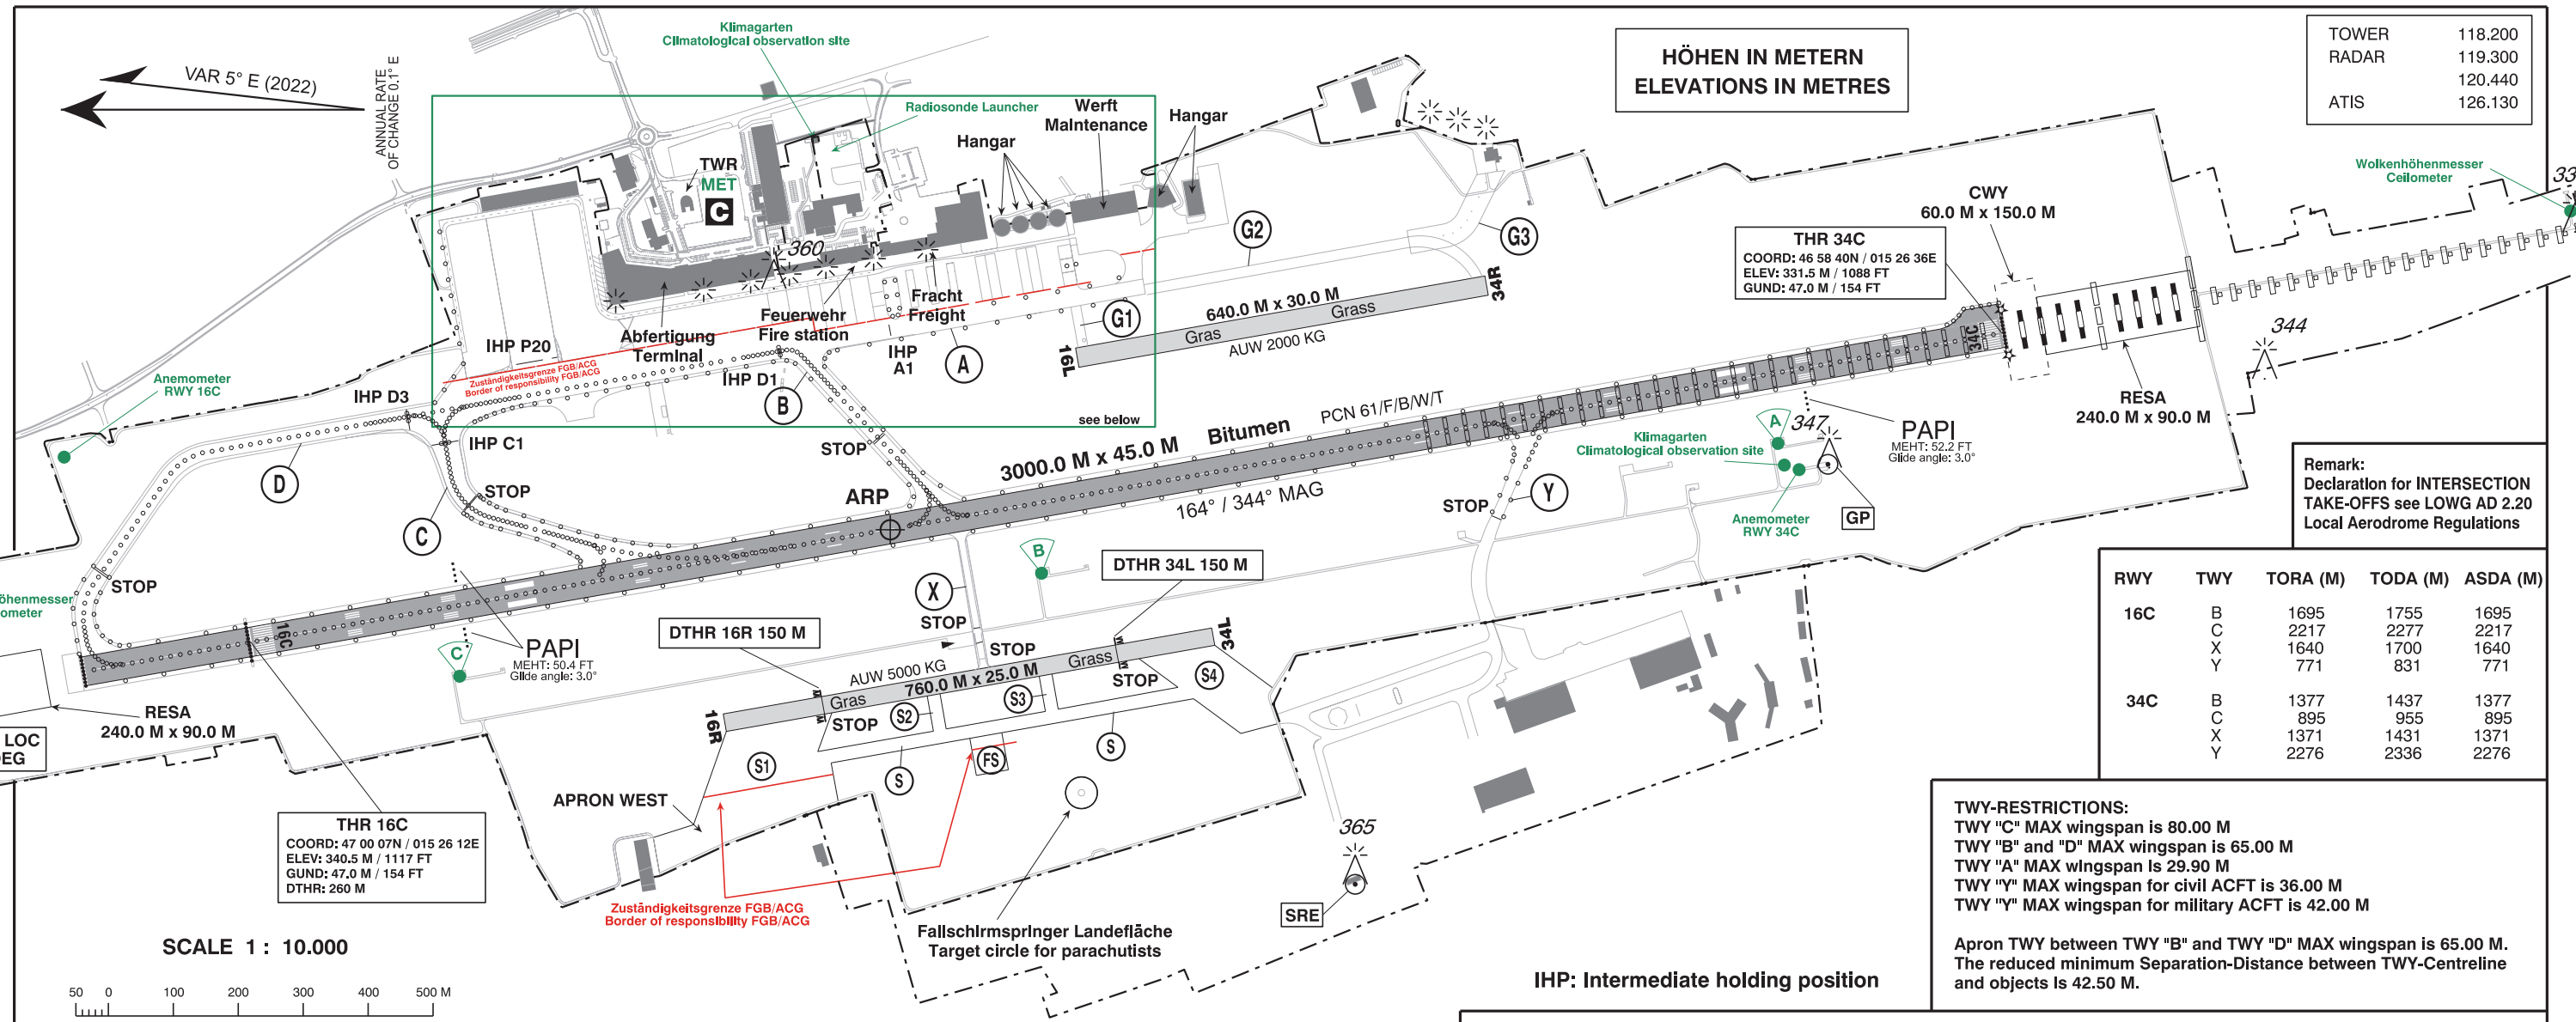 VAR 5° E (2022)
ANNUAL RATE
OF CHANGE 0.1° E
Klimagarten
Climatological observation site
HÖHEN IN METERN
ELEVATIONS IN METRES
TOWER 118.200
RADAR 119.300
120.440
ATIS 126.130
Radiosonde Launcher
Werft
Maintenance
Hangar
Hangar
TWR
MET
C
360
Wolkenhöhenmesser
Ceilometer
33
CWY
60.0 M x 150.0 M
THR 34C
COORD: 46 58 40N / 015 26 36E
ELEV: 331.5 M / 1088 FT
GUND: 47.0 M / 154 FT
G2
G3
34R
640.0 M x 30.0 M
Gras Grass
AUW 2000 KG
16L
G1
Fracht
Freight
Feuerwehr
Fire station
Abfertigung
Terminal
IHP P20
IHP
A1
A
Zuständigkeitsgrenze FGB/ACG
Border of responsibility FGB/ACG
IHP D1
B
see below
344
34C
Anemometer
RWY 16C
IHP D3
IHP C1
RESA
240.0 M x 90.0 M
STOP
3000.0 M x 45.0 M Bitumen PCN 61/F/B/W/T
164° / 344° MAG
ARP
Klimagarten
Climatological observation site
A
347
PAPI
MEHT: 52.2 FT
Glide angle: 3.0°
GP
Anemometer
RWY 34C
Y
STOP
D
STOP
C
Remark:
Declaration for INTERSECTION
TAKE-OFFS see LOWG AD 2.20
Local Aerodrome Regulations
STOP
öhenmesser
ometer
B
X
STOP
DTHR 34L 150 M
DTHR 16R 150 M
16C
PAPI
MEHT: 50.4 FT
Glide angle: 3.0°
C
RESA
240.0 M x 90.0 M
LOC
EG
STOP
34L
AUW 5000 KG
Gras 760.0 M x 25.0 M Grass
16R
STOP
STOP
S1
S2
S3
S4
S
S
FS
APRON WEST
RWY TWY TORA (M) TODA (M) ASDA (M)
16C B 1695 1755 1695
C 2217 2277 2217
X 1640 1700 1640
Y 771 831 771
34C B 1377 1437 1377
C 895 955 895
X 1371 1431 1371
Y 2276 2336 2276
THR 16C
COORD: 47 00 07N / 015 26 12E
ELEV: 340.5 M / 1117 FT
GUND: 47.0 M / 154 FT
DTHR: 260 M
Zuständigkeitsgrenze FGB/ACG
Border of responsibility FGB/ACG
Fallschirmspringer Landefläche
Target circle for parachutists
365
SRE
TWY-RESTRICTIONS:
TWY "C" MAX wingspan is 80.00 M
TWY "B" and "D" MAX wingspan is 65.00 M
TWY "A" MAX wingspan is 29.90 M
TWY "Y" MAX wingspan for civil ACFT is 36.00 M
TWY "Y" MAX wingspan for military ACFT is 42.00 M
Apron TWY between TWY "B" and TWY "D" MAX wingspan is 65.00 M.
The reduced minimum Separation-Distance between TWY-Centreline
and objects is 42.50 M.
IHP: Intermediate holding position
SCALE 1 : 10.000
50 0 100 200 300 400 500 M